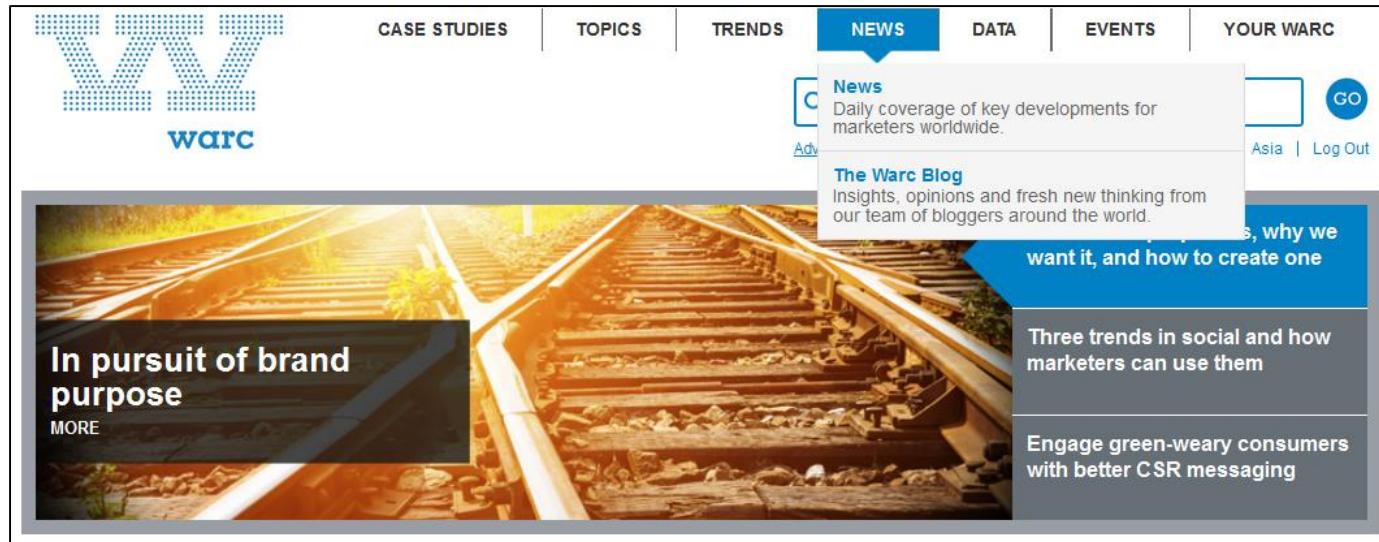 CASE STUDIES
TOPICS
TRENDS
NEWS
DATA
EVENTS
YOUR WARC
warc
News
Daily coverage of key developments for
marketers worldwide.
GO
Asia | Log Out
The Warc Blog
Insights, opinions and fresh new thinking from
our team of bloggers around the world.
why we
want it, and how to create one
In pursuit of brand
purpose
MORE
Three trends in social and how
marketers can use them
Engage green-weary consumers
with better CSR messaging